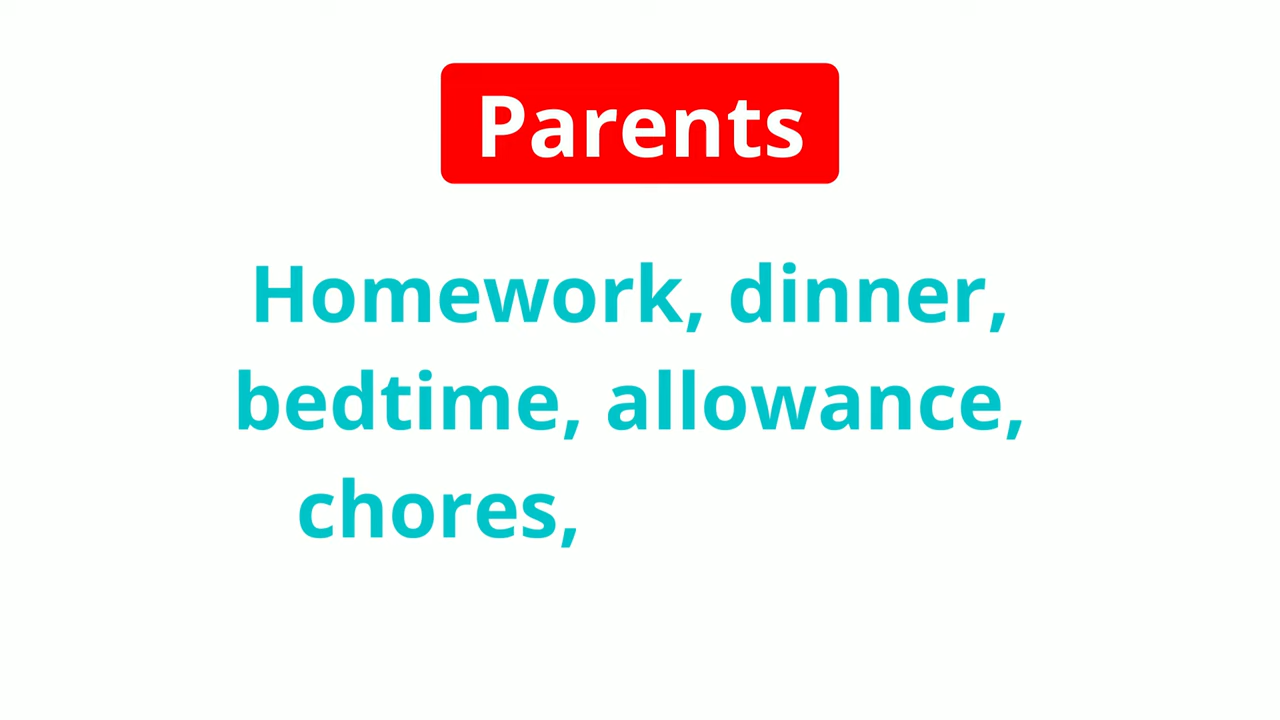 Parents
Homework, dinner,
bedtime, allowance,
chores,